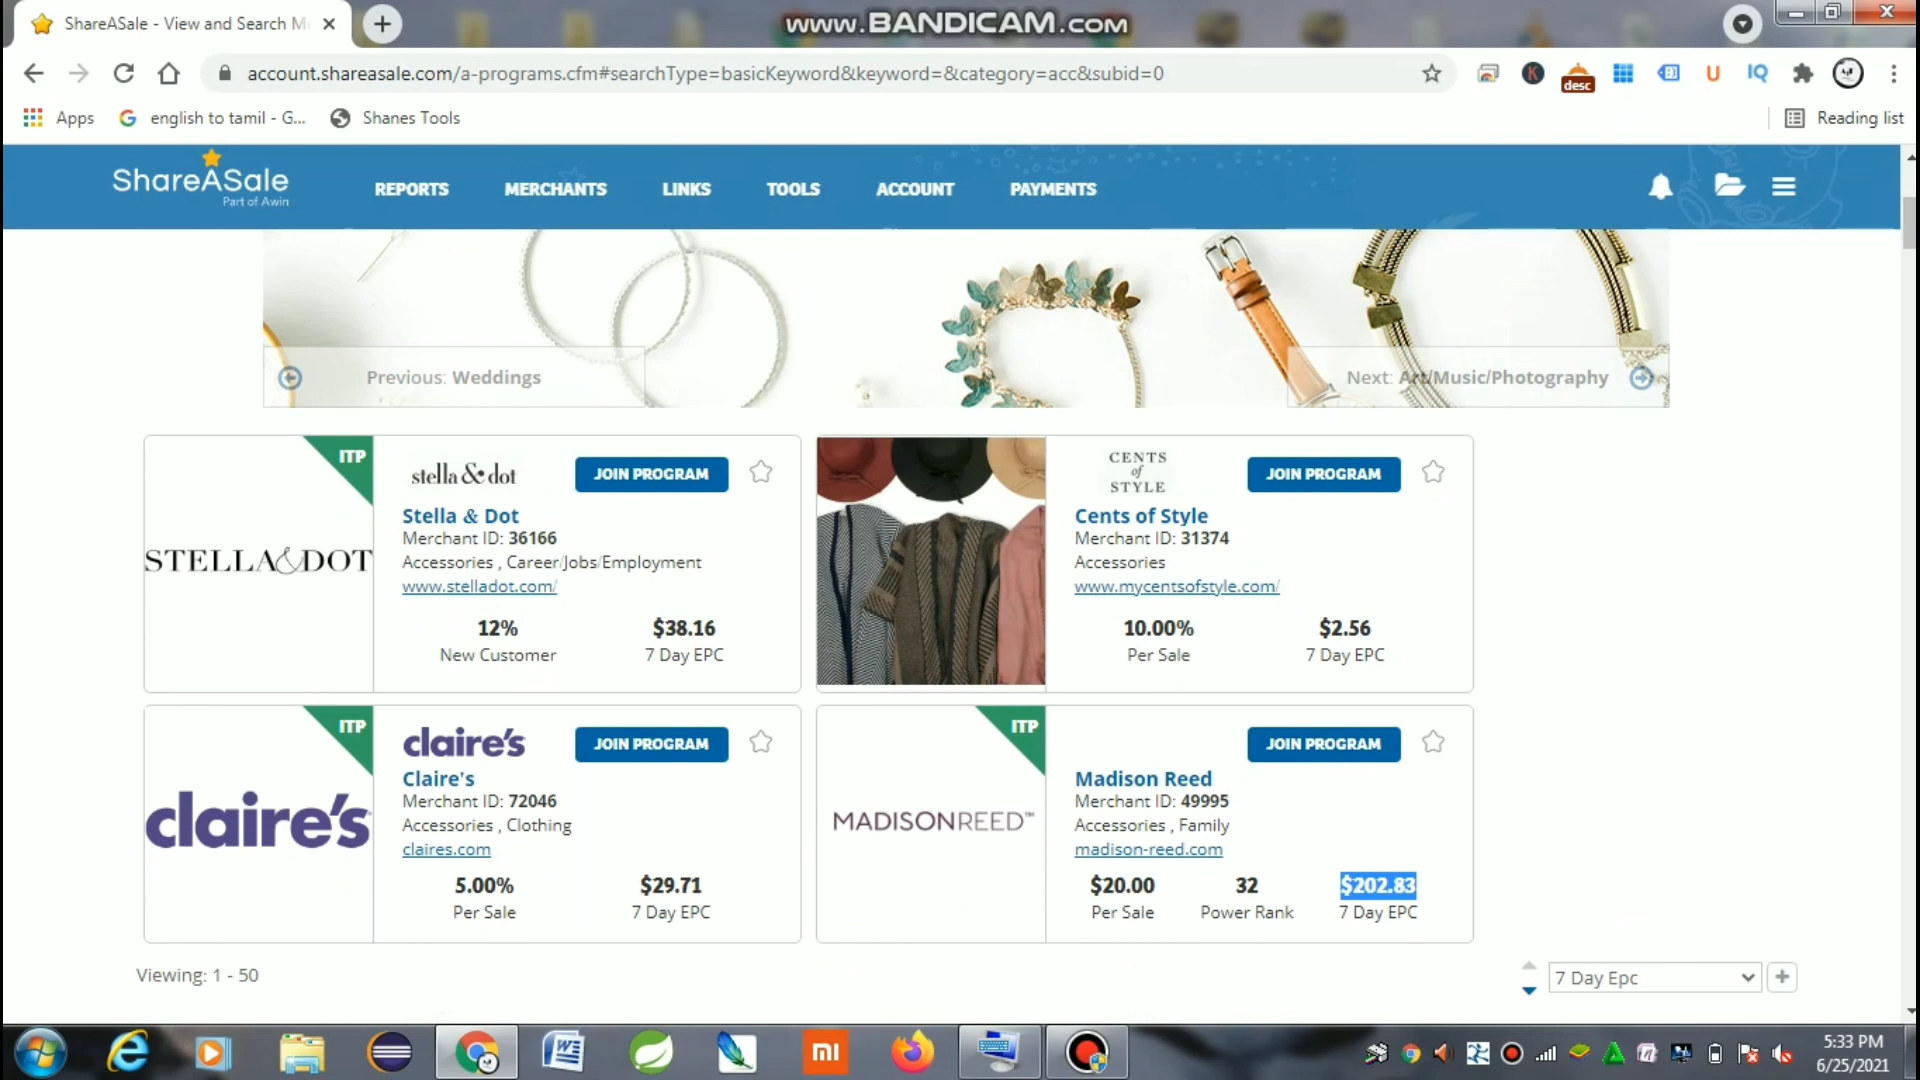 ShareASale - View and Search M
www.BANDICAM.com
account.shareasale.com/a-programs.cfm#searchType=basicKeyword&keyword=&category=acc&subid=0
K
desc
U
IQ
Apps
english to tamil - G...
Shanes Tools
Reading list
ShareASale
Part of Awin
REPORTS
MERCHANTS
LINKS
TOOLS
ACCOUNT
PAYMENTS
Previous: Weddings
Next: Art/Music/Photography
ITP
STELLA&DOT
stella & dot
JOIN PROGRAM
Stella & Dot
Merchant ID: 36166
Accessories , Career/Jobs/Employment
www.stelladot.com/
12%
New Customer
$38.16
7 Day EPC
CENTS
of
STYLE
JOIN PROGRAM
Cents of Style
Merchant ID: 31374
Accessories
www.mycentsofstyle.com/
10.00%
Per Sale
$2.56
7 Day EPC
ITP
claire's
claire's
JOIN PROGRAM
Claire's
Merchant ID: 72046
Accessories , Clothing
claires.com
5.00%
Per Sale
$29.71
7 Day EPC
ITP
MADISONREED™
JOIN PROGRAM
Madison Reed
Merchant ID: 49995
Accessories , Family
madison-reed.com
$20.00
Per Sale
32
Power Rank
$202.83
7 Day EPC
Viewing: 1 - 50
7 Day Epc
mi
5:33 PM
6/25/2021